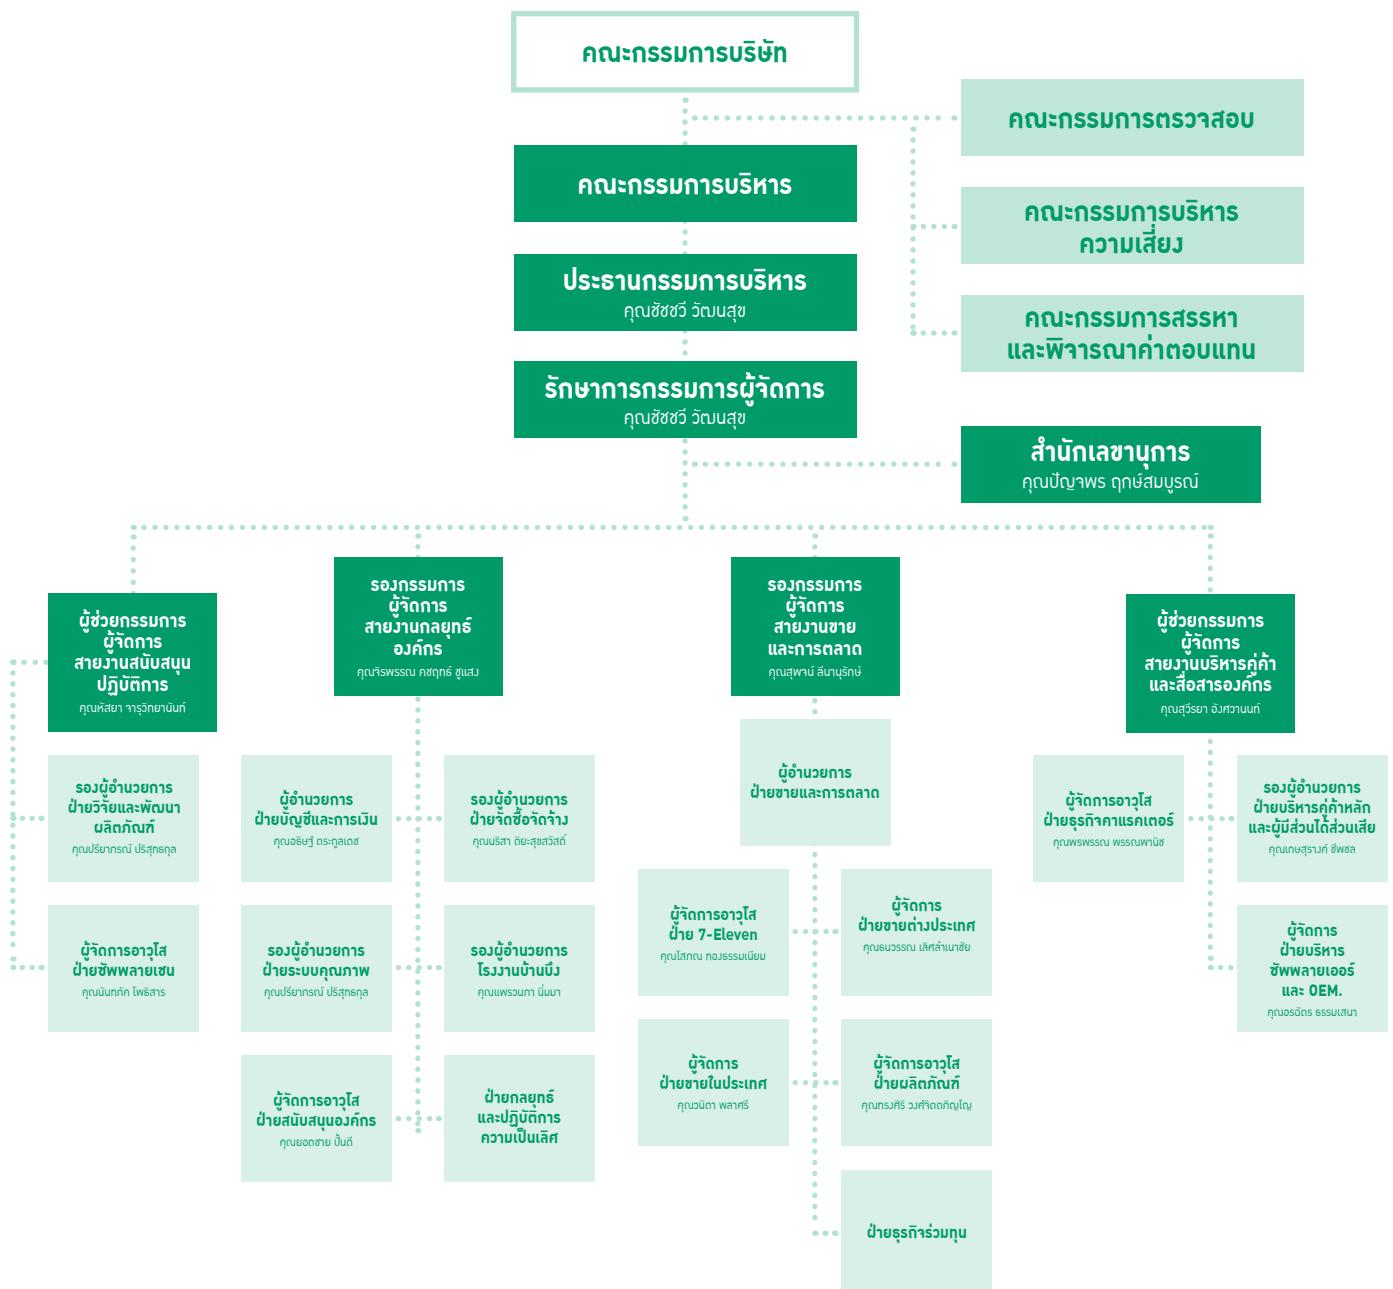 คณะกรรมการบริษัท
คณะกรรมการตรวจสอบ
คณะกรรมการบริหาร
คณะกรรมการบริหาร
ความเสี่ยง
ประธานกรรมการบริหาร
คุณชัชชวี วัฒนสุข
คณะกรรมการสรรหา
และพิจารณาค่าตอบแทน
รักษาการกรรมการผู้จัดการ
คุณชัชชวี วัฒนสุข
สำนักเลขานุการ
คุณปัญจพร ฤกษ์สมบูรณ์
ผู้ช่วยกรรมการ
ผู้จัดการ
สายงานสนับสนุน
ปฏิบัติการ
คุณหัสยา จารุวิทยานันท์
รองกรรมการ
ผู้จัดการ
สายงานกลยุทธ์
องค์กร
คุณจิรพรรณ คชฤทธ์ ชูแสง
รองกรรมการ
ผู้จัดการ
สายงานขาย
และการตลาด
คุณสุพจน์ ลีนานุรักษ์
ผู้ช่วยกรรมการ
ผู้จัดการ
สายงานบริหารคู่ค้า
และสื่อสารองค์กร
คุณสุวีรยา อังศวานนท์
รองผู้อำนวยการ
ฝ่ายวิจัยและพัฒนา
ผลิตภัณฑ์
คุณปรียาภรณ์ ปริสุทธกุล
ผู้จัดการอาวุโส
ฝ่ายซัพพลายเชน
คุณนันทภัค โพธิสาร
ผู้อำนวยการ
ฝ่ายบัญชีและการเงิน
คุณอธิษฐ์ ตระกูลเดช
รองผู้อำนวยการ
ฝ่ายจัดซื้อจัดจ้าง
คุณนริสา ติยะสุขสวัสดิ์
รองผู้อำนวยการ
ฝ่ายระบบคุณภาพ
คุณปรียาภรณ์ ปริสุทธกุล
รองผู้อำนวยการ
โรงงานบ้านบึง
คุณแพรวนภา นิ่มมา
ผู้จัดการอาวุโส
ฝ่ายสนับสนุนองค์กร
คุณยอดชาย ปั้นดี
ฝ่ายกลยุทธ์
และปฏิบัติการ
ความเป็นเลิศ
ผู้อำนวยการ
ฝ่ายขายและการตลาด
ผู้จัดการอาวุโส
ฝ่าย 7-Eleven
คุณโสภณ ทองธรรมเนียม
ผู้จัดการ
ฝ่ายขายต่างประเทศ
คุณธนวรรณ เลิศลำเนาชัย
ผู้จัดการ
ฝ่ายขายในประเทศ
คุณวนิดา พลาศรี
ผู้จัดการอาวุโส
ฝ่ายผลิตภัณฑ์
คุณทรงศิริ วงศ์จิตตภิญโญ
ฝ่ายธุรกิจร่วมทุน
ผู้จัดการอาวุโส
ฝ่ายธุรกิจคาแรคเตอร์
คุณพรพรรณ พรรณพานิช
รองผู้อำนวยการ
ฝ่ายบริหารคู่ค้าหลัก
และผู้มีส่วนได้ส่วนเสีย
คุณเกษสุรางค์ ชีพชล
ผู้จัดการ
ฝ่ายบริหาร
ซัพพลายเออร์
และ OEM.
คุณอรฉัตร ธรรมเสนา